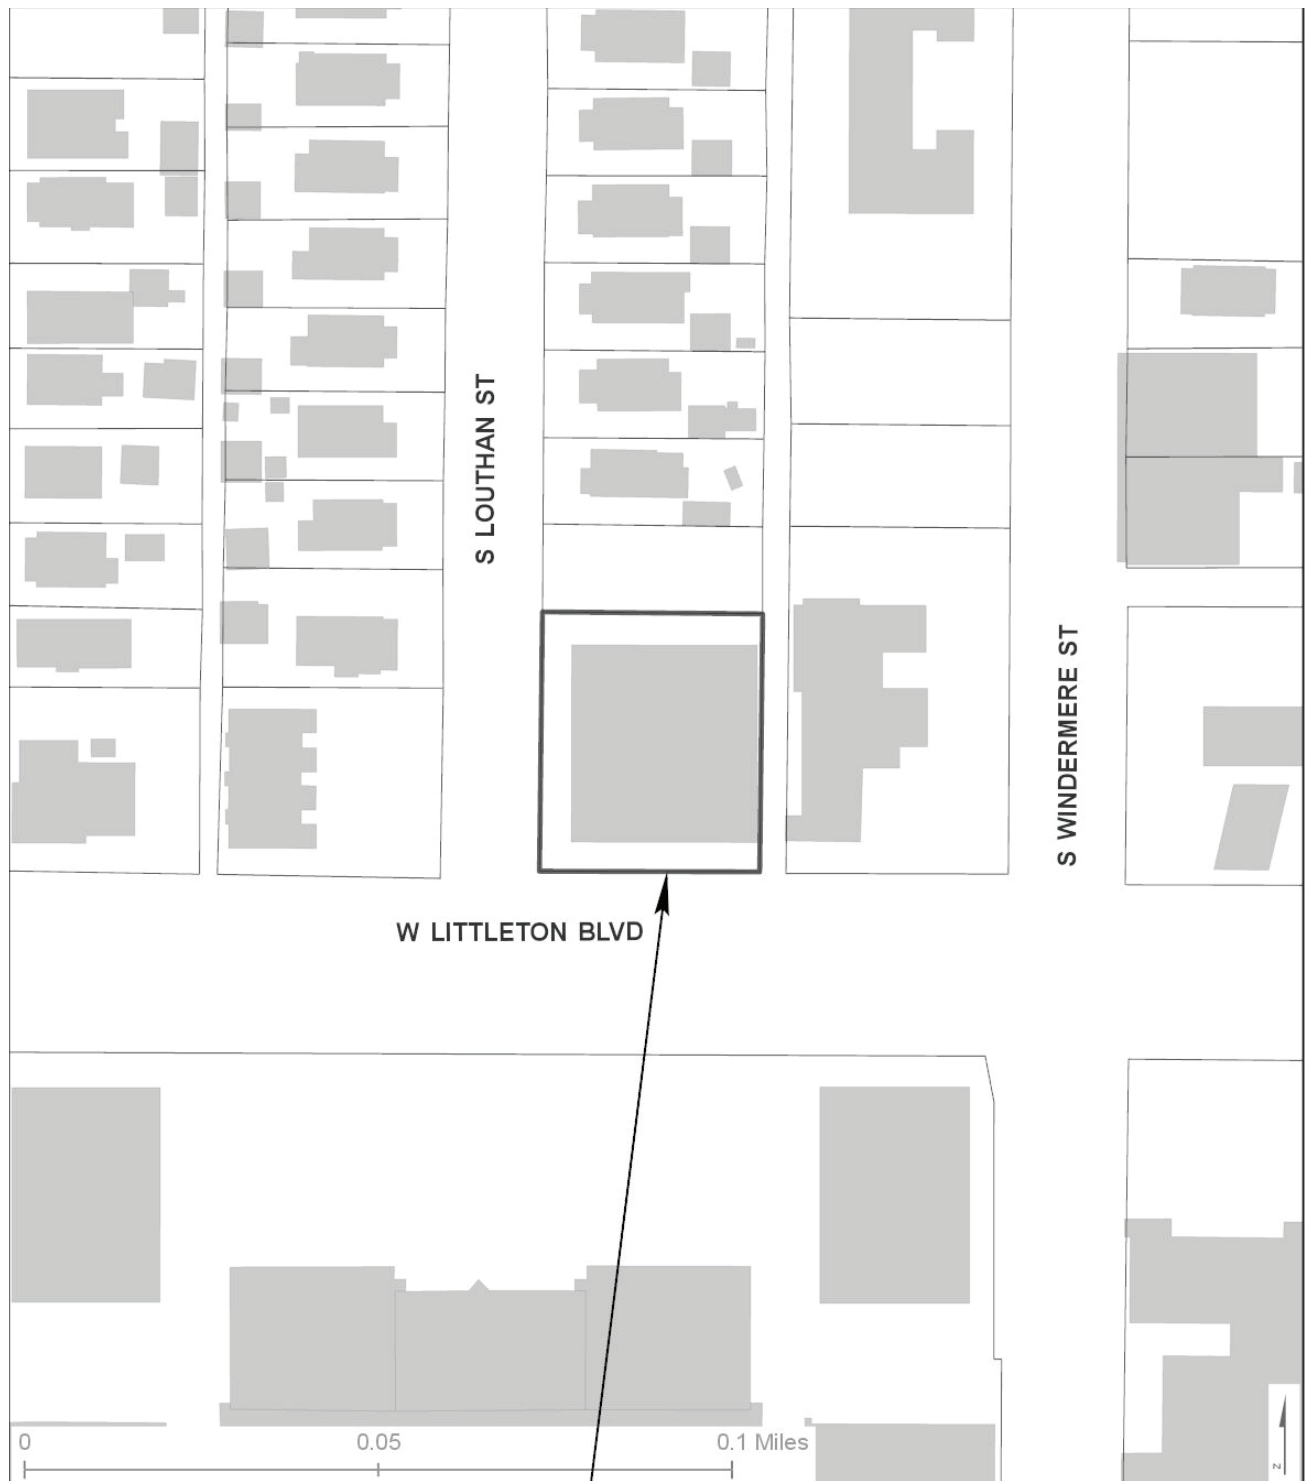 S LOUTHAN ST
S WINDERMERE ST
W LITTLETON BLVD
0 0.05 0.1 Miles
N